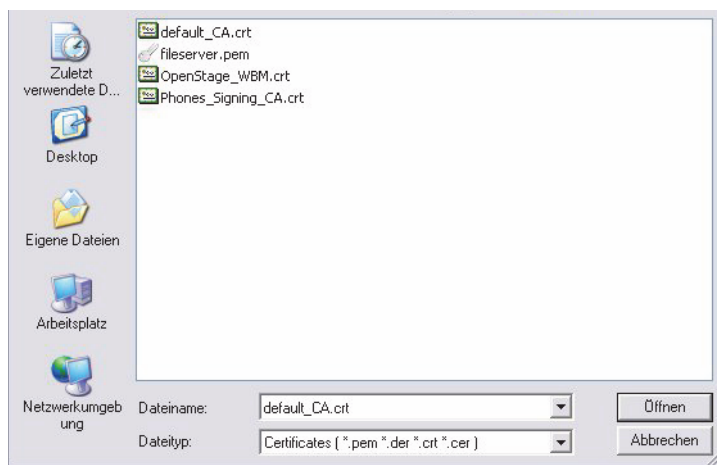 Zuletzt
verwendete D...
Desktop
Eigene Dateien
Arbeitsplatz
Netzwerkumgeb
ung
default_CA.crt
fileserver.pem
OpenStage_WBM.crt
Phones_Signing_CA.crt
Dateiname:
default_CA.crt
Öffnen
Dateityp:
Certificates ( *.pem *.der *.crt *.cer )
Abbrechen